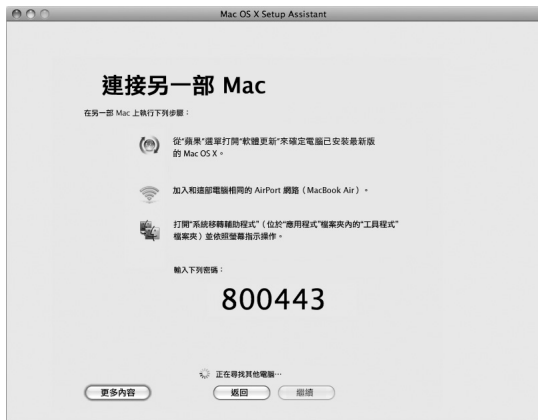 Mac OS X Setup Assistant
連接另一部 Mac
在另一部 Mac 上執行下列步驟：
從“蘋果”選單打開“軟體更新”來確定電腦已安裝最新版
的 Mac OS X。
加入和這部電腦相同的 AirPort 網路（MacBook Air）。
打開“系統移轉輔助程式”（位於“應用程式”檔案夾內的“工具程式”
檔案夾）並依照螢幕指示操作。
輸入下列密碼：
800443
正在尋找其他電腦…
更多內容
返回
繼續